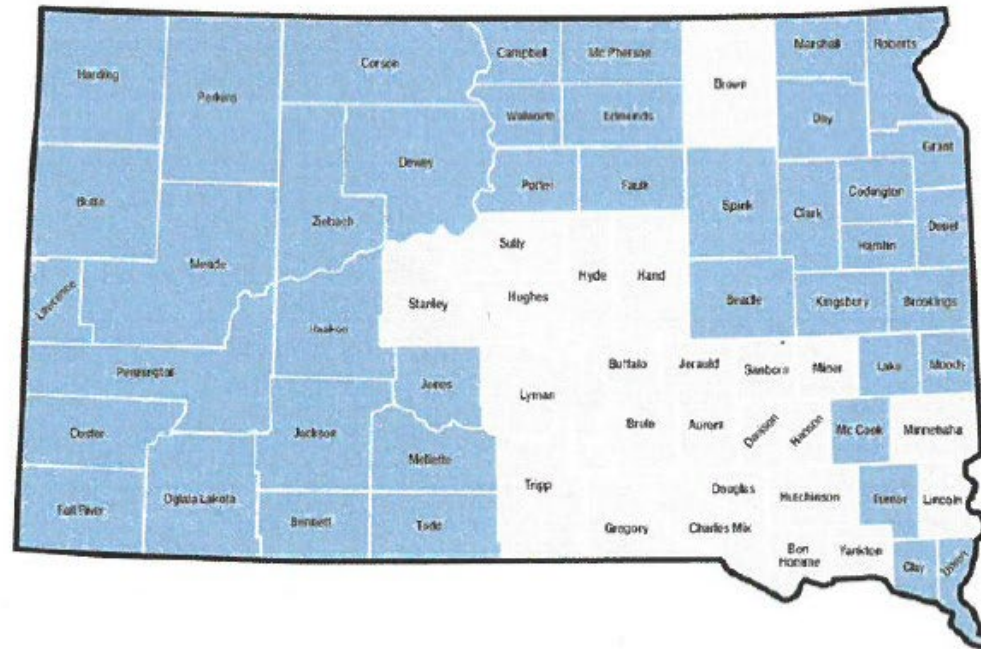 Harding
Perkins
Corson
Campbell
Mc Pherson
Brown
Marshall
Roberts
Walworth
Edmunds
Day
Grant
Butte
Dewey
Ziebach
Potter
Faulk
Spink
Clark
Codington
Hamlin
Deuel
Lawrence
Meade
Sully
Stanley
Hughes
Hyde
Hand
Beadle
Kingsbury
Brookings
Haakon
Pennington
Jones
Lyman
Buffalo
Jerauld
Sanborn
Miner
Lake
Moody
Custer
Jackson
Mellette
Brule
Aurora
Davison
Hanson
Mc Cook
Minnehaha
Fall River
Oglala Lakota
Bennett
Todd
Tripp
Gregory
Douglas
Charles Mix
Hutchinson
Turner
Lincoln
Bon
Homme
Yankton
Clay
Union